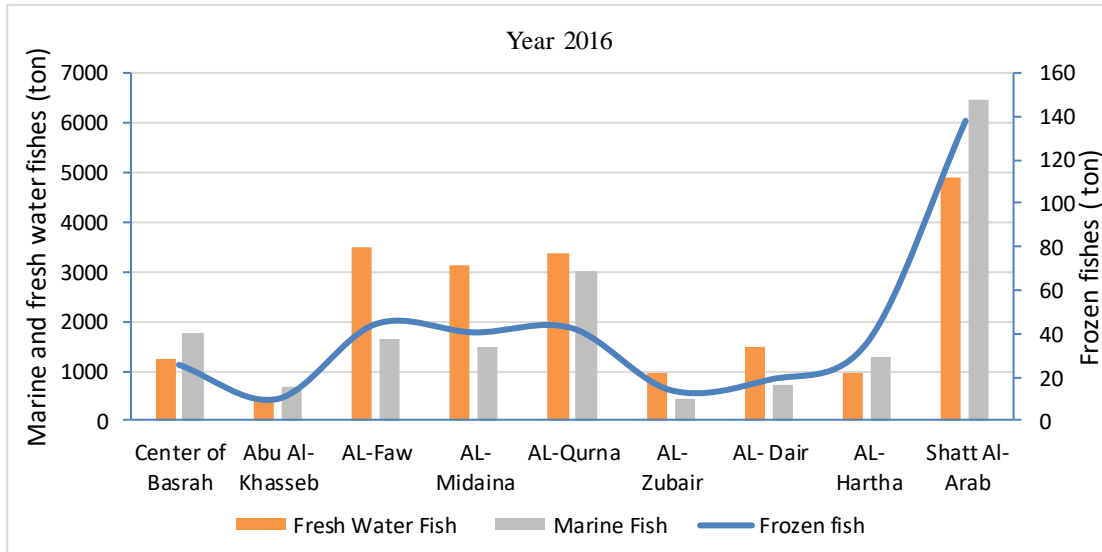 Year 2016
Marine and fresh water fishes (ton)
7000
6000
5000
4000
3000
2000
1000
0
160
140
120
100
80
60
40
20
0
Frozen fishes ( ton)
Center of
Basrah
Abu Al-
Khasseb
AL-Faw
AL-
Midaina
AL-Qurna
AL-
Zubair
AL- Dair
AL-
Hartha
Shatt Al-
Arab
Fresh Water Fish
Marine Fish
Frozen fish